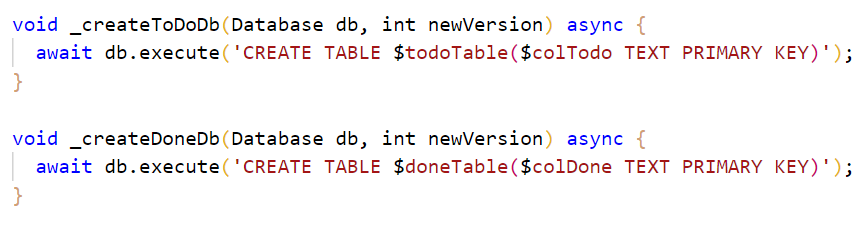 void _createToDoDb(Database db, int newVersion) async {
  await db.execute('CREATE TABLE $todoTable($colTodo TEXT PRIMARY KEY)');
}

void _createDoneDb(Database db, int newVersion) async {
  await db.execute('CREATE TABLE $doneTable($colDone TEXT PRIMARY KEY)');
}